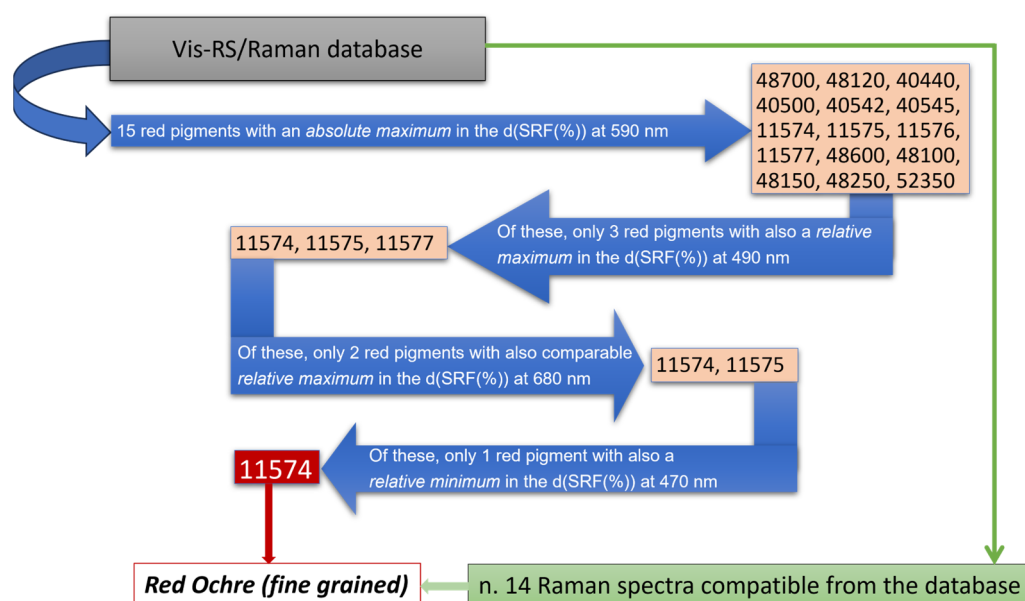 Vis-RS/Raman database
15 red pigments with an absolute maximum in the d(SRF(%)) at 590 nm
48700, 48120, 40440,
40500, 40542, 40545,
11574, 11575, 11576,
11577, 48600, 48100,
48150, 48250, 52350
Of these, only 3 red pigments with also a relative
maximum in the d(SRF(%)) at 490 nm
11574, 11575, 11577
Of these, only 2 red pigments with also comparable
relative maximum in the d(SRF(%)) at 680 nm
11574, 11575
Of these, only 1 red pigment with also a
relative minimum in the d(SRF(%)) at 470 nm
11574
Red Ochre (fine grained)
n. 14 Raman spectra compatible from the database